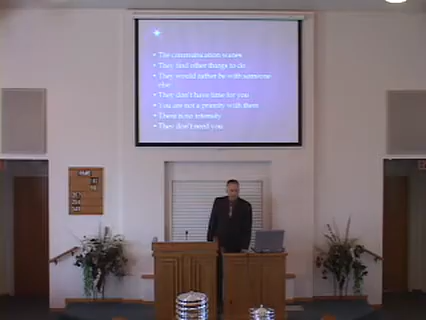 • The communication wanes
• They find other things to do
• They would rather be with someone
else
• They don't have time for you
• You are not a priority with them
• There is no intensity
• They don't need you